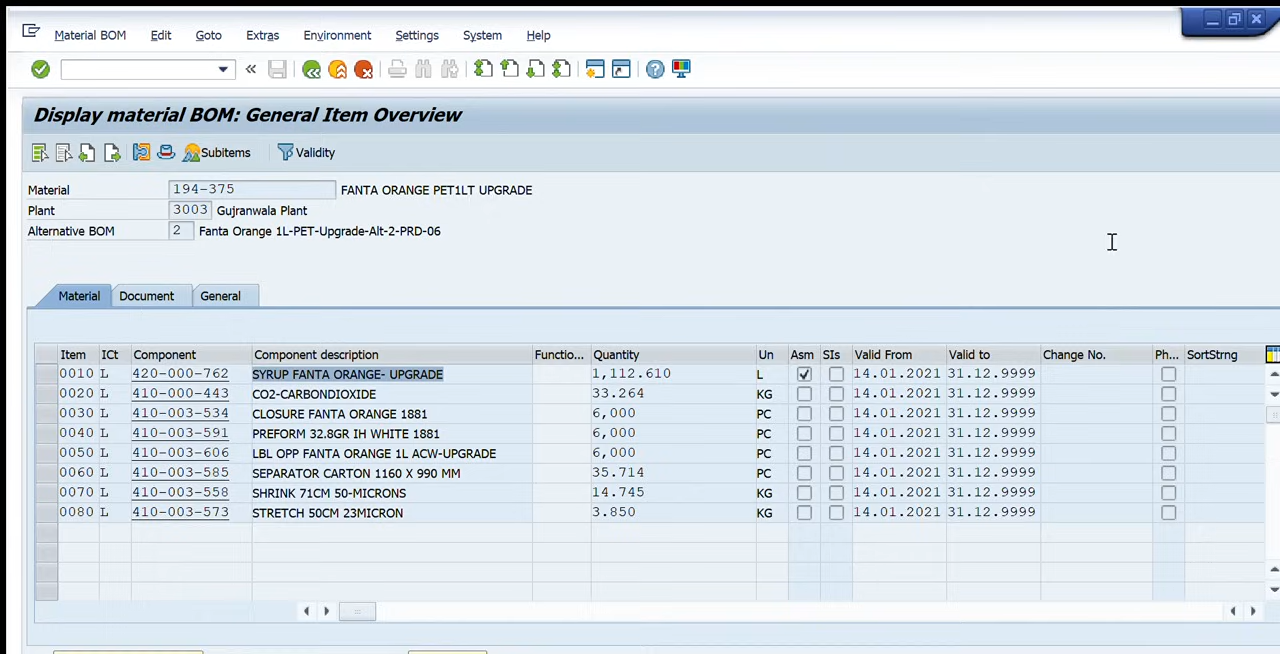 Material BOM Edit Goto Extras Environment Settings System Help
Display material BOM: General Item Overview
Subitems Validity
Material 194-375 FANTA ORANGE PET1LT UPGRADE
Plant 3003 Gujranwala Plant
Alternative BOM 2 Fanta Orange 1L-PET-Upgrade-Alt-2-PRD-06
Material Document General
Item ICt Component Component description Functio... Quantity Un Asm SIs Valid From Valid to Change No. Ph... SortStrng
0010 L 420-000-762 SYRUP FANTA ORANGE- UPGRADE 1,112.610 L 14.01.2021 31.12.9999
0020 L 410-000-443 CO2-CARBONDIOXIDE 33.264 KG 14.01.2021 31.12.9999
0030 L 410-003-534 CLOSURE FANTA ORANGE 1881 6,000 PC 14.01.2021 31.12.9999
0040 L 410-003-591 PREFORM 32.8GR IH WHITE 1881 6,000 PC 14.01.2021 31.12.9999
0050 L 410-003-606 LBL OPP FANTA ORANGE 1L ACW-UPGRADE 6,000 PC 14.01.2021 31.12.9999
0060 L 410-003-585 SEPARATOR CARTON 1160 X 990 MM 35.714 PC 14.01.2021 31.12.9999
0070 L 410-003-558 SHRINK 71CM 50-MICRONS 14.745 KG 14.01.2021 31.12.9999
0080 L 410-003-573 STRETCH 50CM 23MICRON 3.850 KG 14.01.2021 31.12.9999